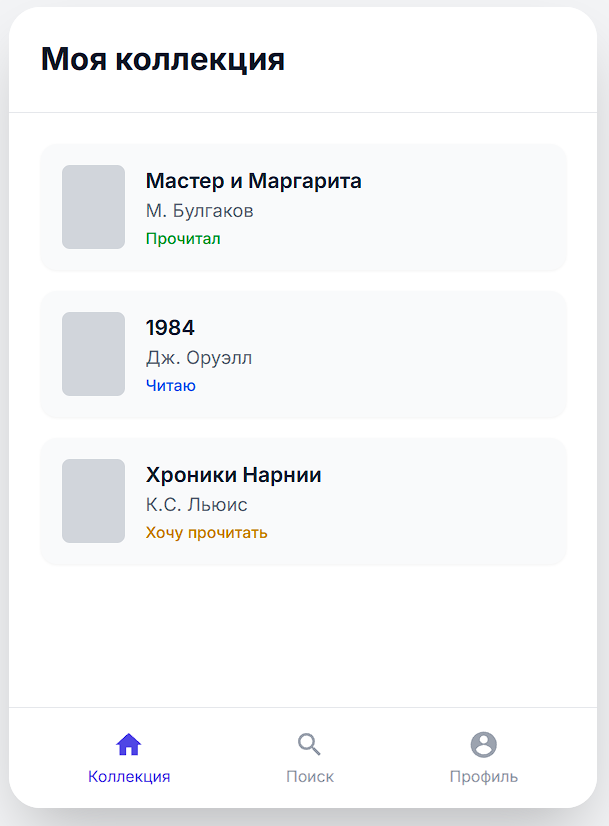 Моя коллекция
Мастер и Маргарита
М. Булгаков
Прочитал
1984
Дж. Оруэлл
Читаю
Хроники Нарнии
К.С. Льюис
Хочу прочитать
Коллекция
Поиск
Профиль